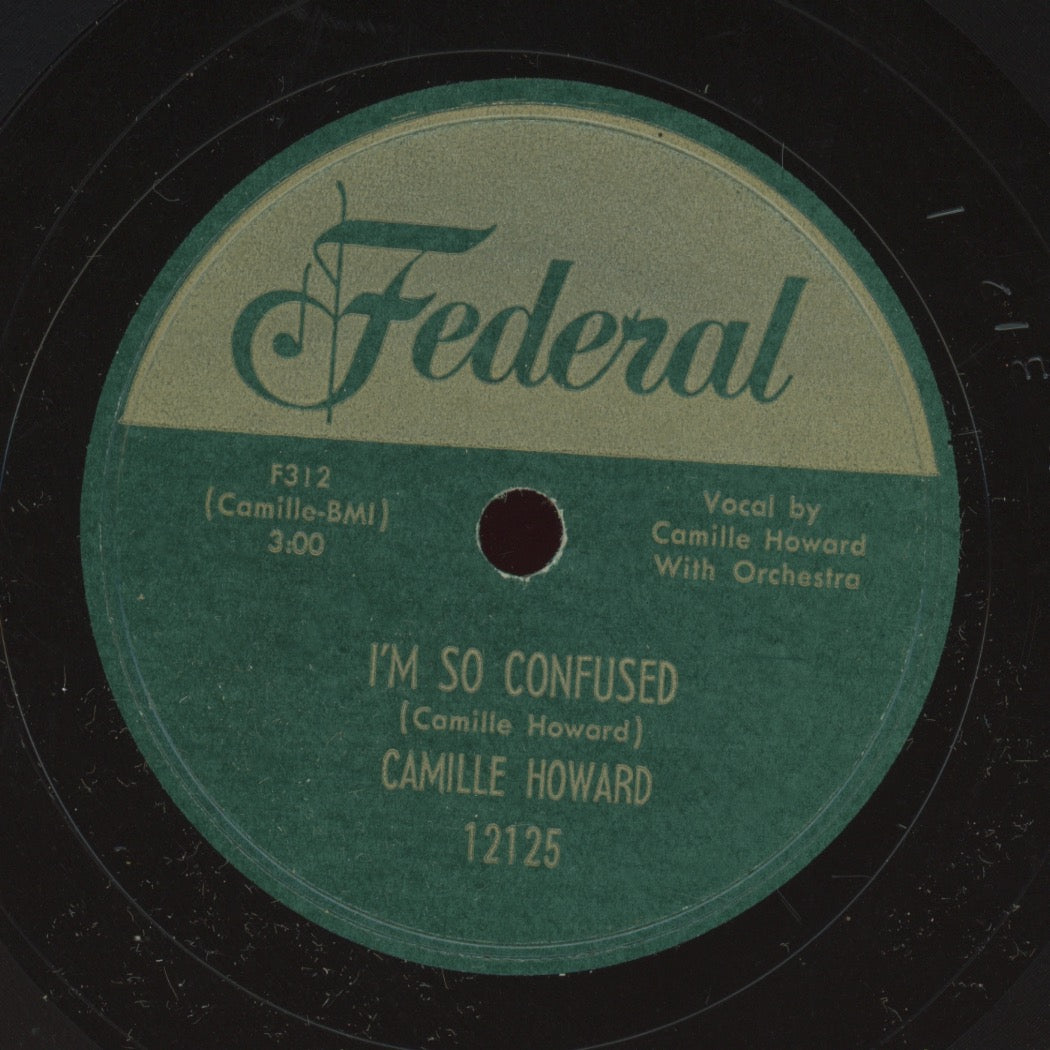 Federal
F312
(Camille-BMI)
3:00
Vocal by
Camille Howard
With Orchestra
I'M SO CONFUSED
(Camille Howard)
CAMILLE HOWARD
12125